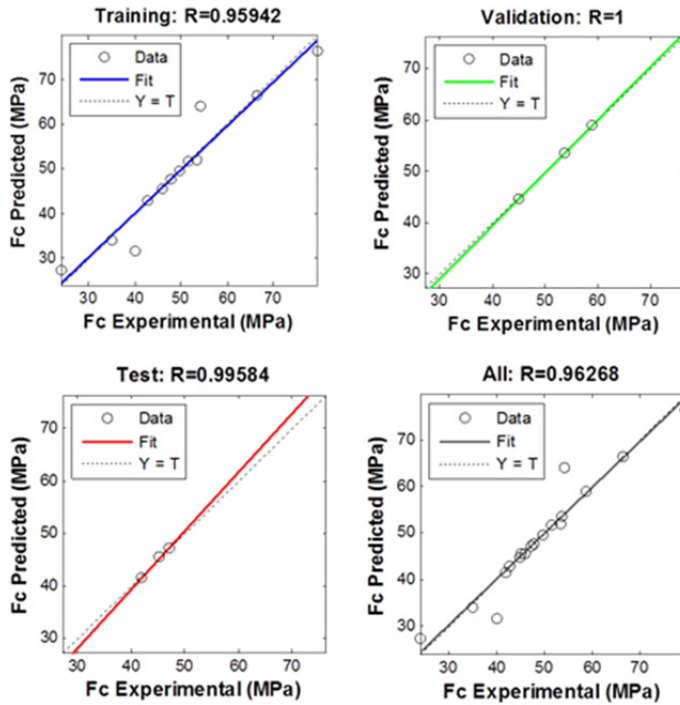 Training: R=0.95942
Fc Predicted (MPa)
70
60
50
40
30
Data
Fit
Y = T
30 40 50 60 70
Fc Experimental (MPa)
Validation: R=1
Fc Predicted (MPa)
70
60
50
40
30
Data
Fit
Y = T
30 40 50 60 70
Fc Experimental (MPa)
Test: R=0.99584
Fc Predicted (MPa)
70
60
50
40
30
Data
Fit
Y = T
30 40 50 60 70
Fc Experimental (MPa)
All: R=0.96268
Fc Predicted (MPa)
70
60
50
40
30
Data
Fit
Y = T
30 40 50 60 70
Fc Experimental (MPa)